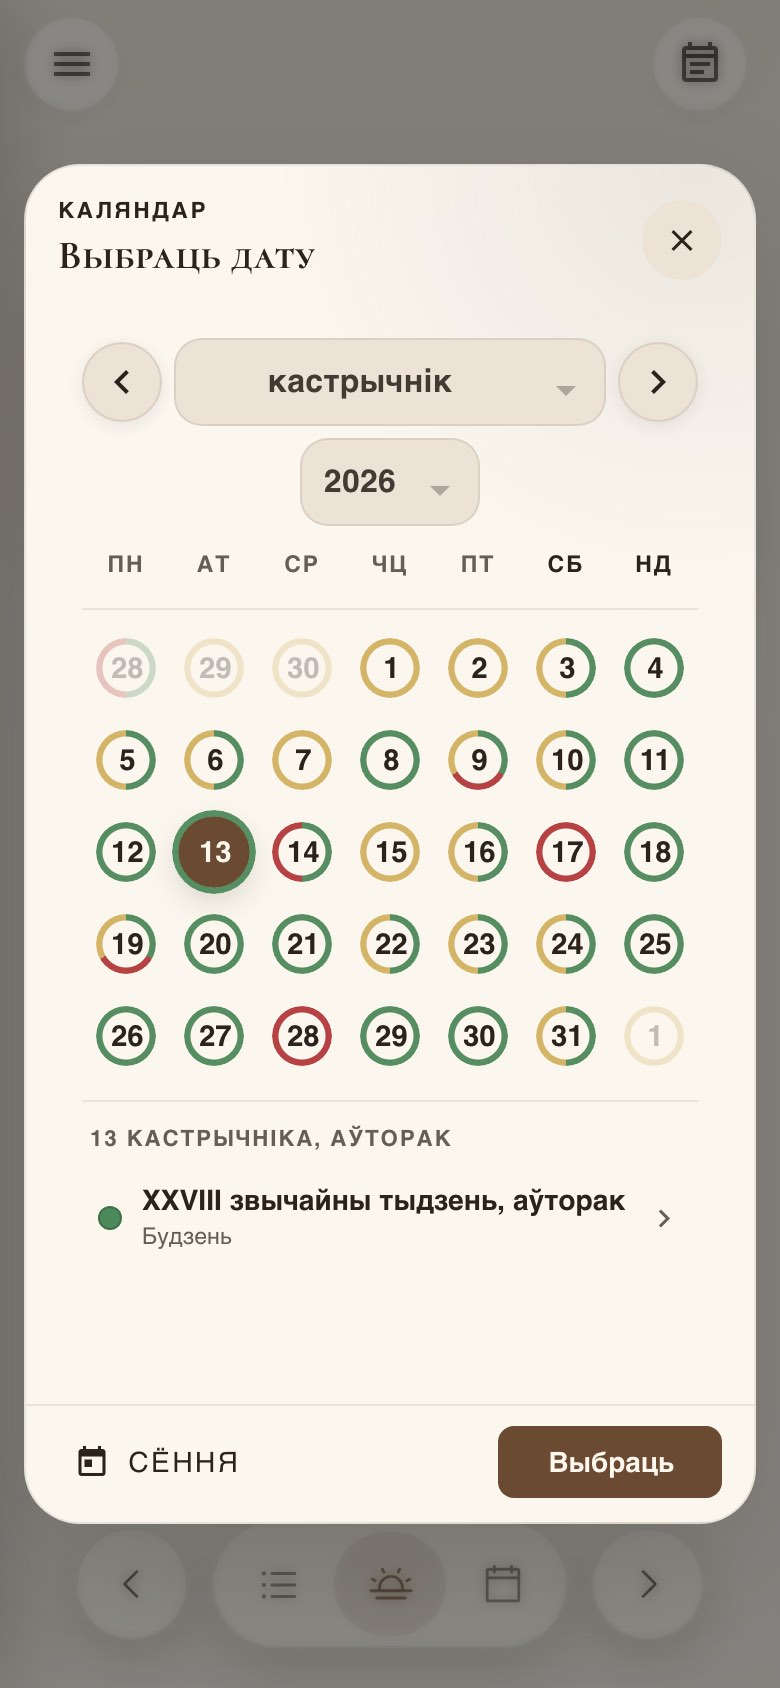 КАЛЯНДАР
Выбраць дату
кастрычнік
2026
ПН АТ СР ЧЦ ПТ СБ НД
28 29 30 1 2 3 4
5 6 7 8 9 10 11
12 13 14 15 16 17 18
19 20 21 22 23 24 25
26 27 28 29 30 31 1
13 КАСТРЫЧНІКА, АЎТОРАК
XXVIII звычайны тыдзень, аўторак
Будзень
СЁННЯ
Выбраць